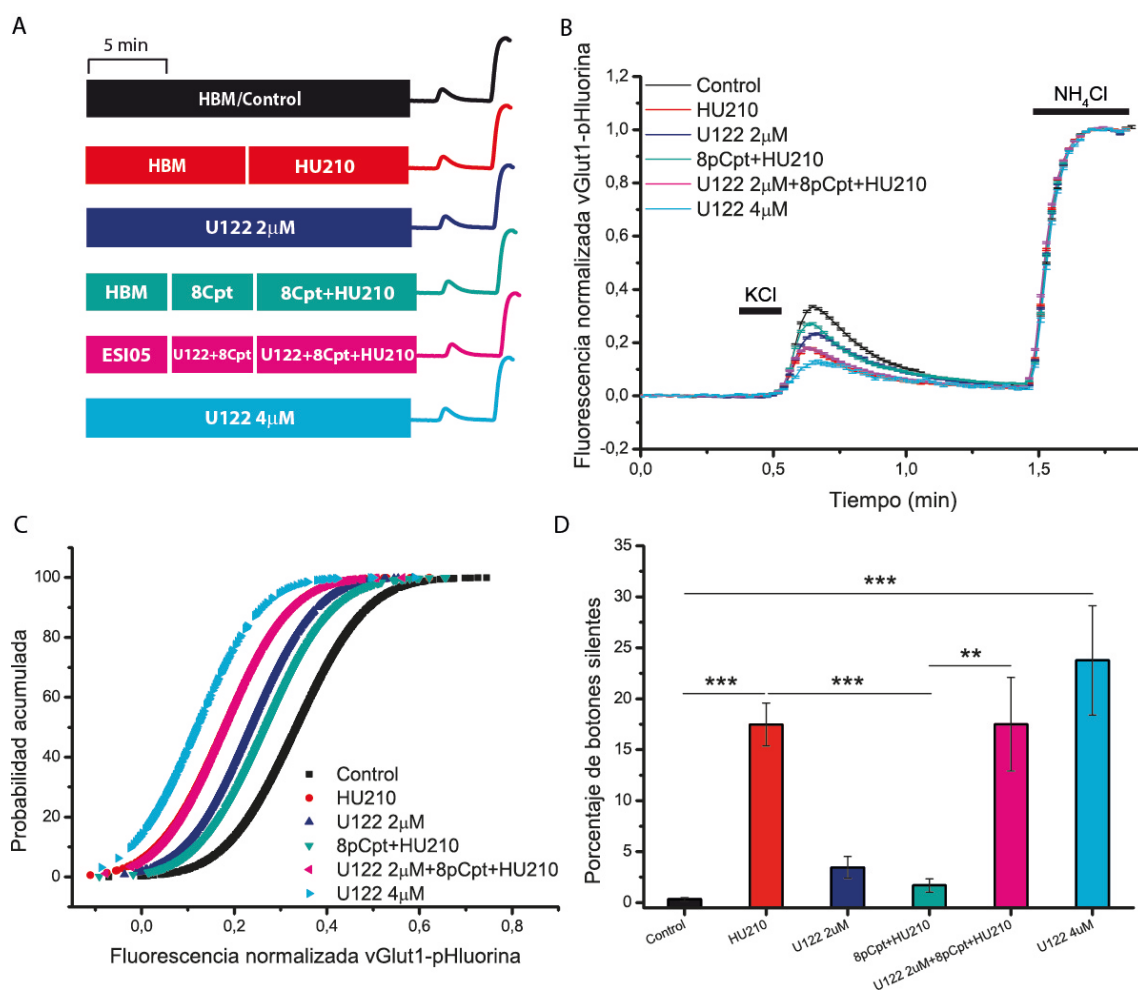 A
5 min
HBM/Control
HBM
HU210
U122 2μM
HBM
8Cpt
8Cpt+HU210
ESI05
U122+8Cpt
U122+8Cpt+HU210
U122 4μM
B
Fluorescencia normalizada vGlut1-pHluorina
1,2
1,0
0,8
0,6
0,4
0,2
0,0
-0,2
Control
HU210
U122 2μM
8pCpt+HU210
U122 2μM+8pCpt+HU210
U122 4μM
KCl
NH4Cl
0,0
0,5
1,0
1,5
Tiempo (min)
C
Probabilidad acumulada
100
80
60
40
20
0
Control
HU210
U122 2μM
8pCpt+HU210
U122 2μM+8pCpt+HU210
U122 4μM
0,0
0,2
0,4
0,6
0,8
Fluorescencia normalizada vGlut1-pHluorina
D
Porcentaje de botones silentes
35
30
25
20
15
10
5
0
***
***
***
**
Control
HU210
U122 2uM
8pCpt+HU210
U122 2uM+8pCpt+HU210
U122 4uM